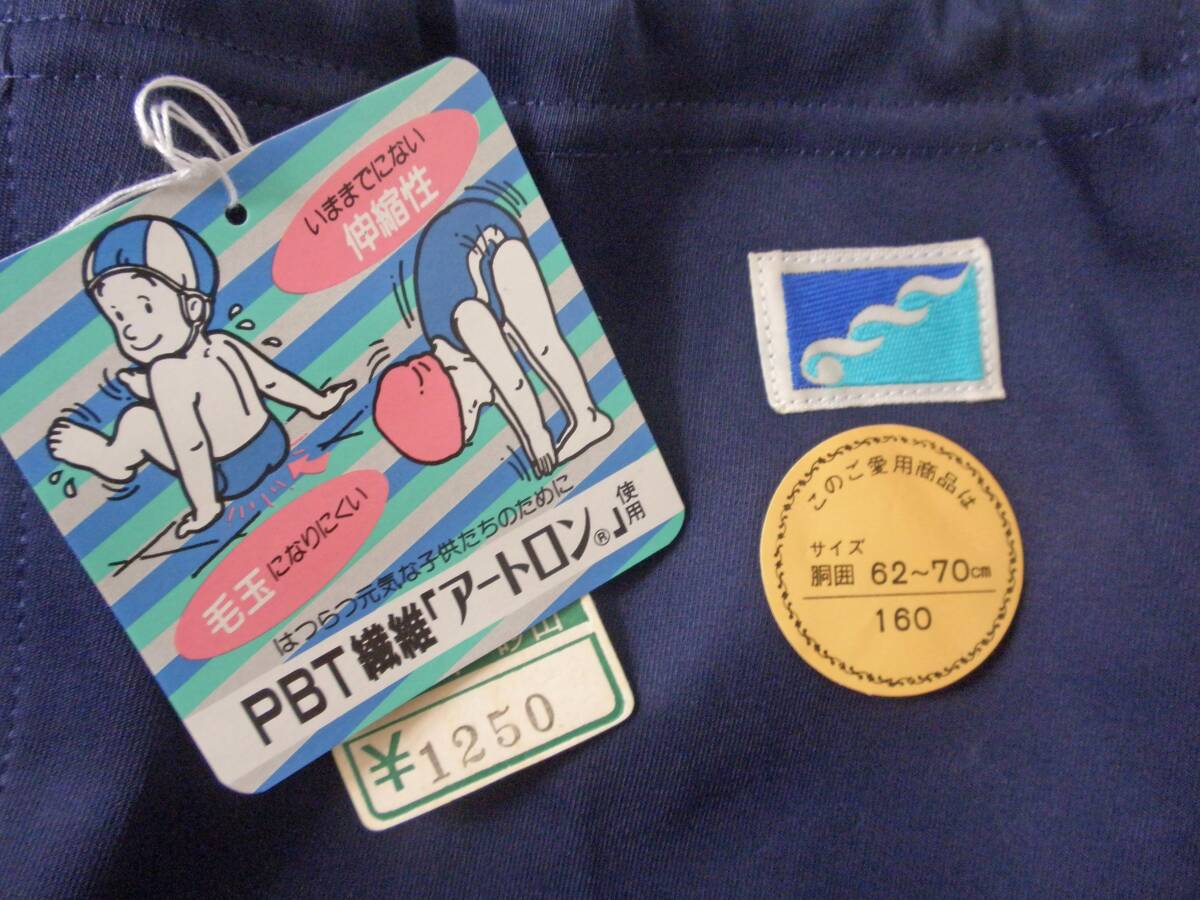 いままでにない
伸縮性
毛玉になりにくい
はつらつ元気な子供たちのために
PBT繊維「アートロン®」使用
¥1250
このご愛用商品は
サイズ
胴囲 62~70cm
160